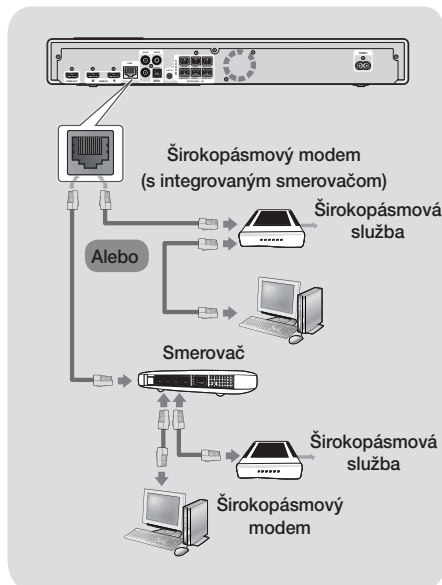 Širokopásmový modem
(s integrovaným smerovačom)
Širokopásmová
služba
Alebo
Smerovač
Širokopásmová
služba
Širokopásmový
modem